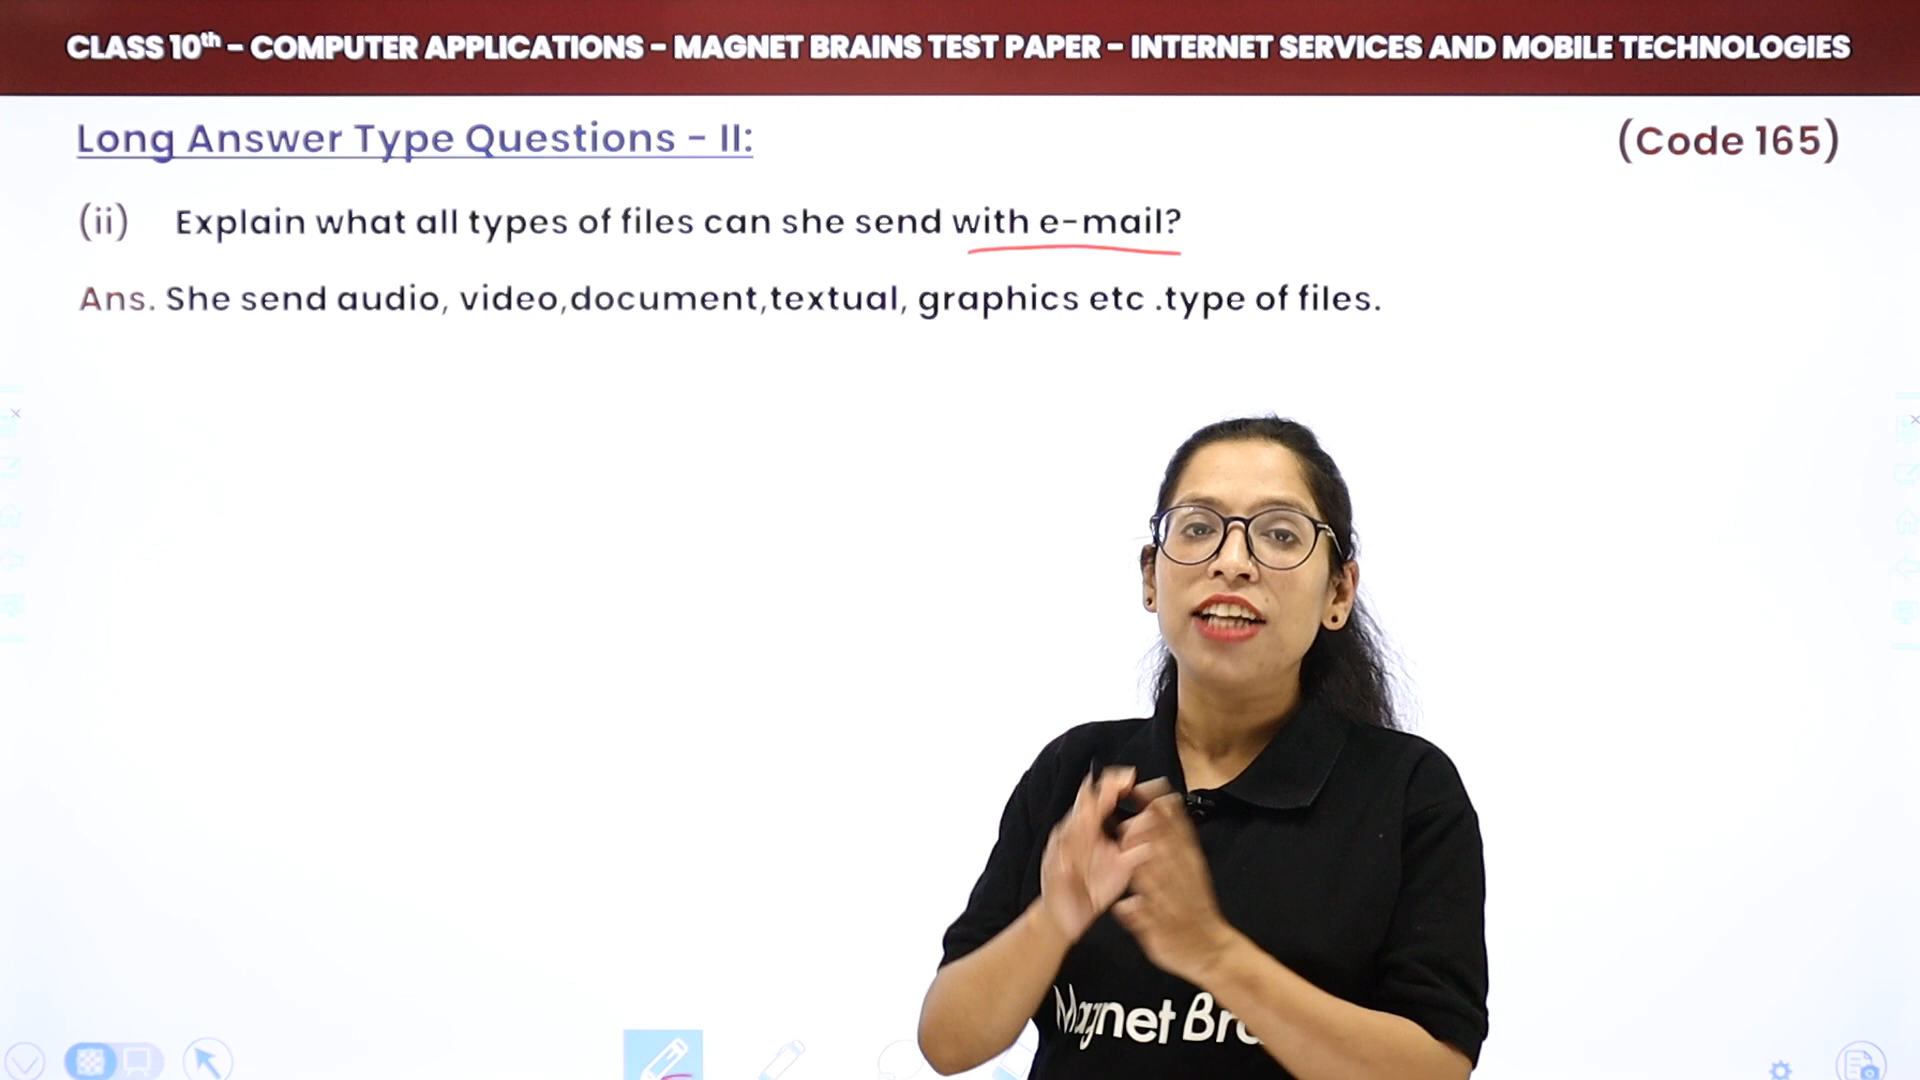 CLASS 10th - COMPUTER APPLICATIONS - MAGNET BRAINS TEST PAPER - INTERNET SERVICES AND MOBILE TECHNOLOGIES
Long Answer Type Questions - II:
(Code 165)
(ii) Explain what all types of files can she send with e-mail?
Ans. She send audio, video,document,textual, graphics etc .type of files.
Magnet Br